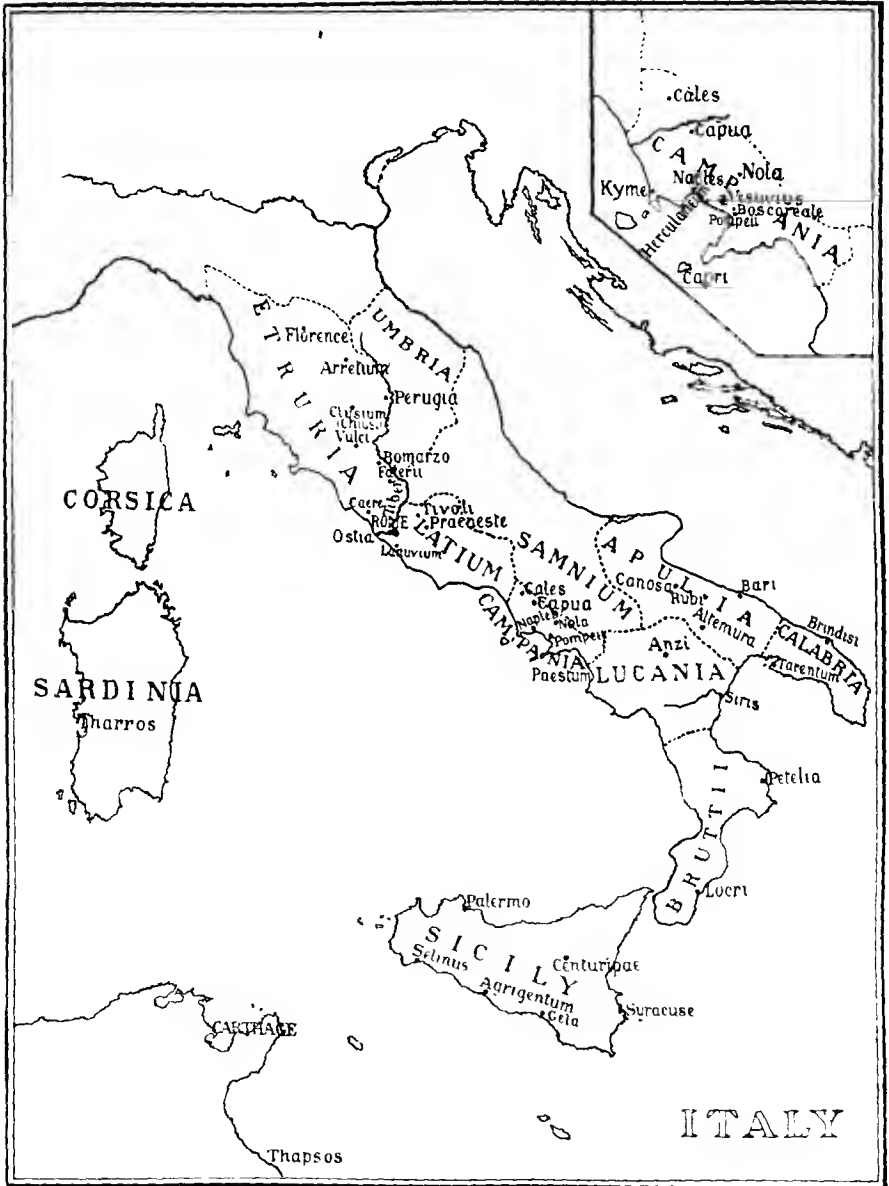 Cales
Capua
CAMPANIA
Naples
Nola
Kyme
Vesuvius
Boscoreale
Pompeii
Herculaneum
Capri
ETRURIA
UMBRIA
Florence
Arretium
Perugia
Clusium
(Chiusi)
Vulci
Bomarzo
Falerii
CORSICA
Caere
Tiber
Tivoli
ROME
Praeneste
Ostia
LATIUM
Lanuvium
SAMNIUM
APULIA
Canosa
Rubi
Bari
Altemura
Brindisi
CALABRIA
Tarentum
Cales
Capua
Naples
Nola
Pompeii
CAMPANIA
Paestum
Anzi
LUCANIA
Siris
SARDINIA
Tharros
Petelia
BRUTTII
Locri
Palermo
SICILY
Selinus
Centuripae
Agrigentum
Gela
Syracuse
CARTHAGE
Thapsos
ITALY